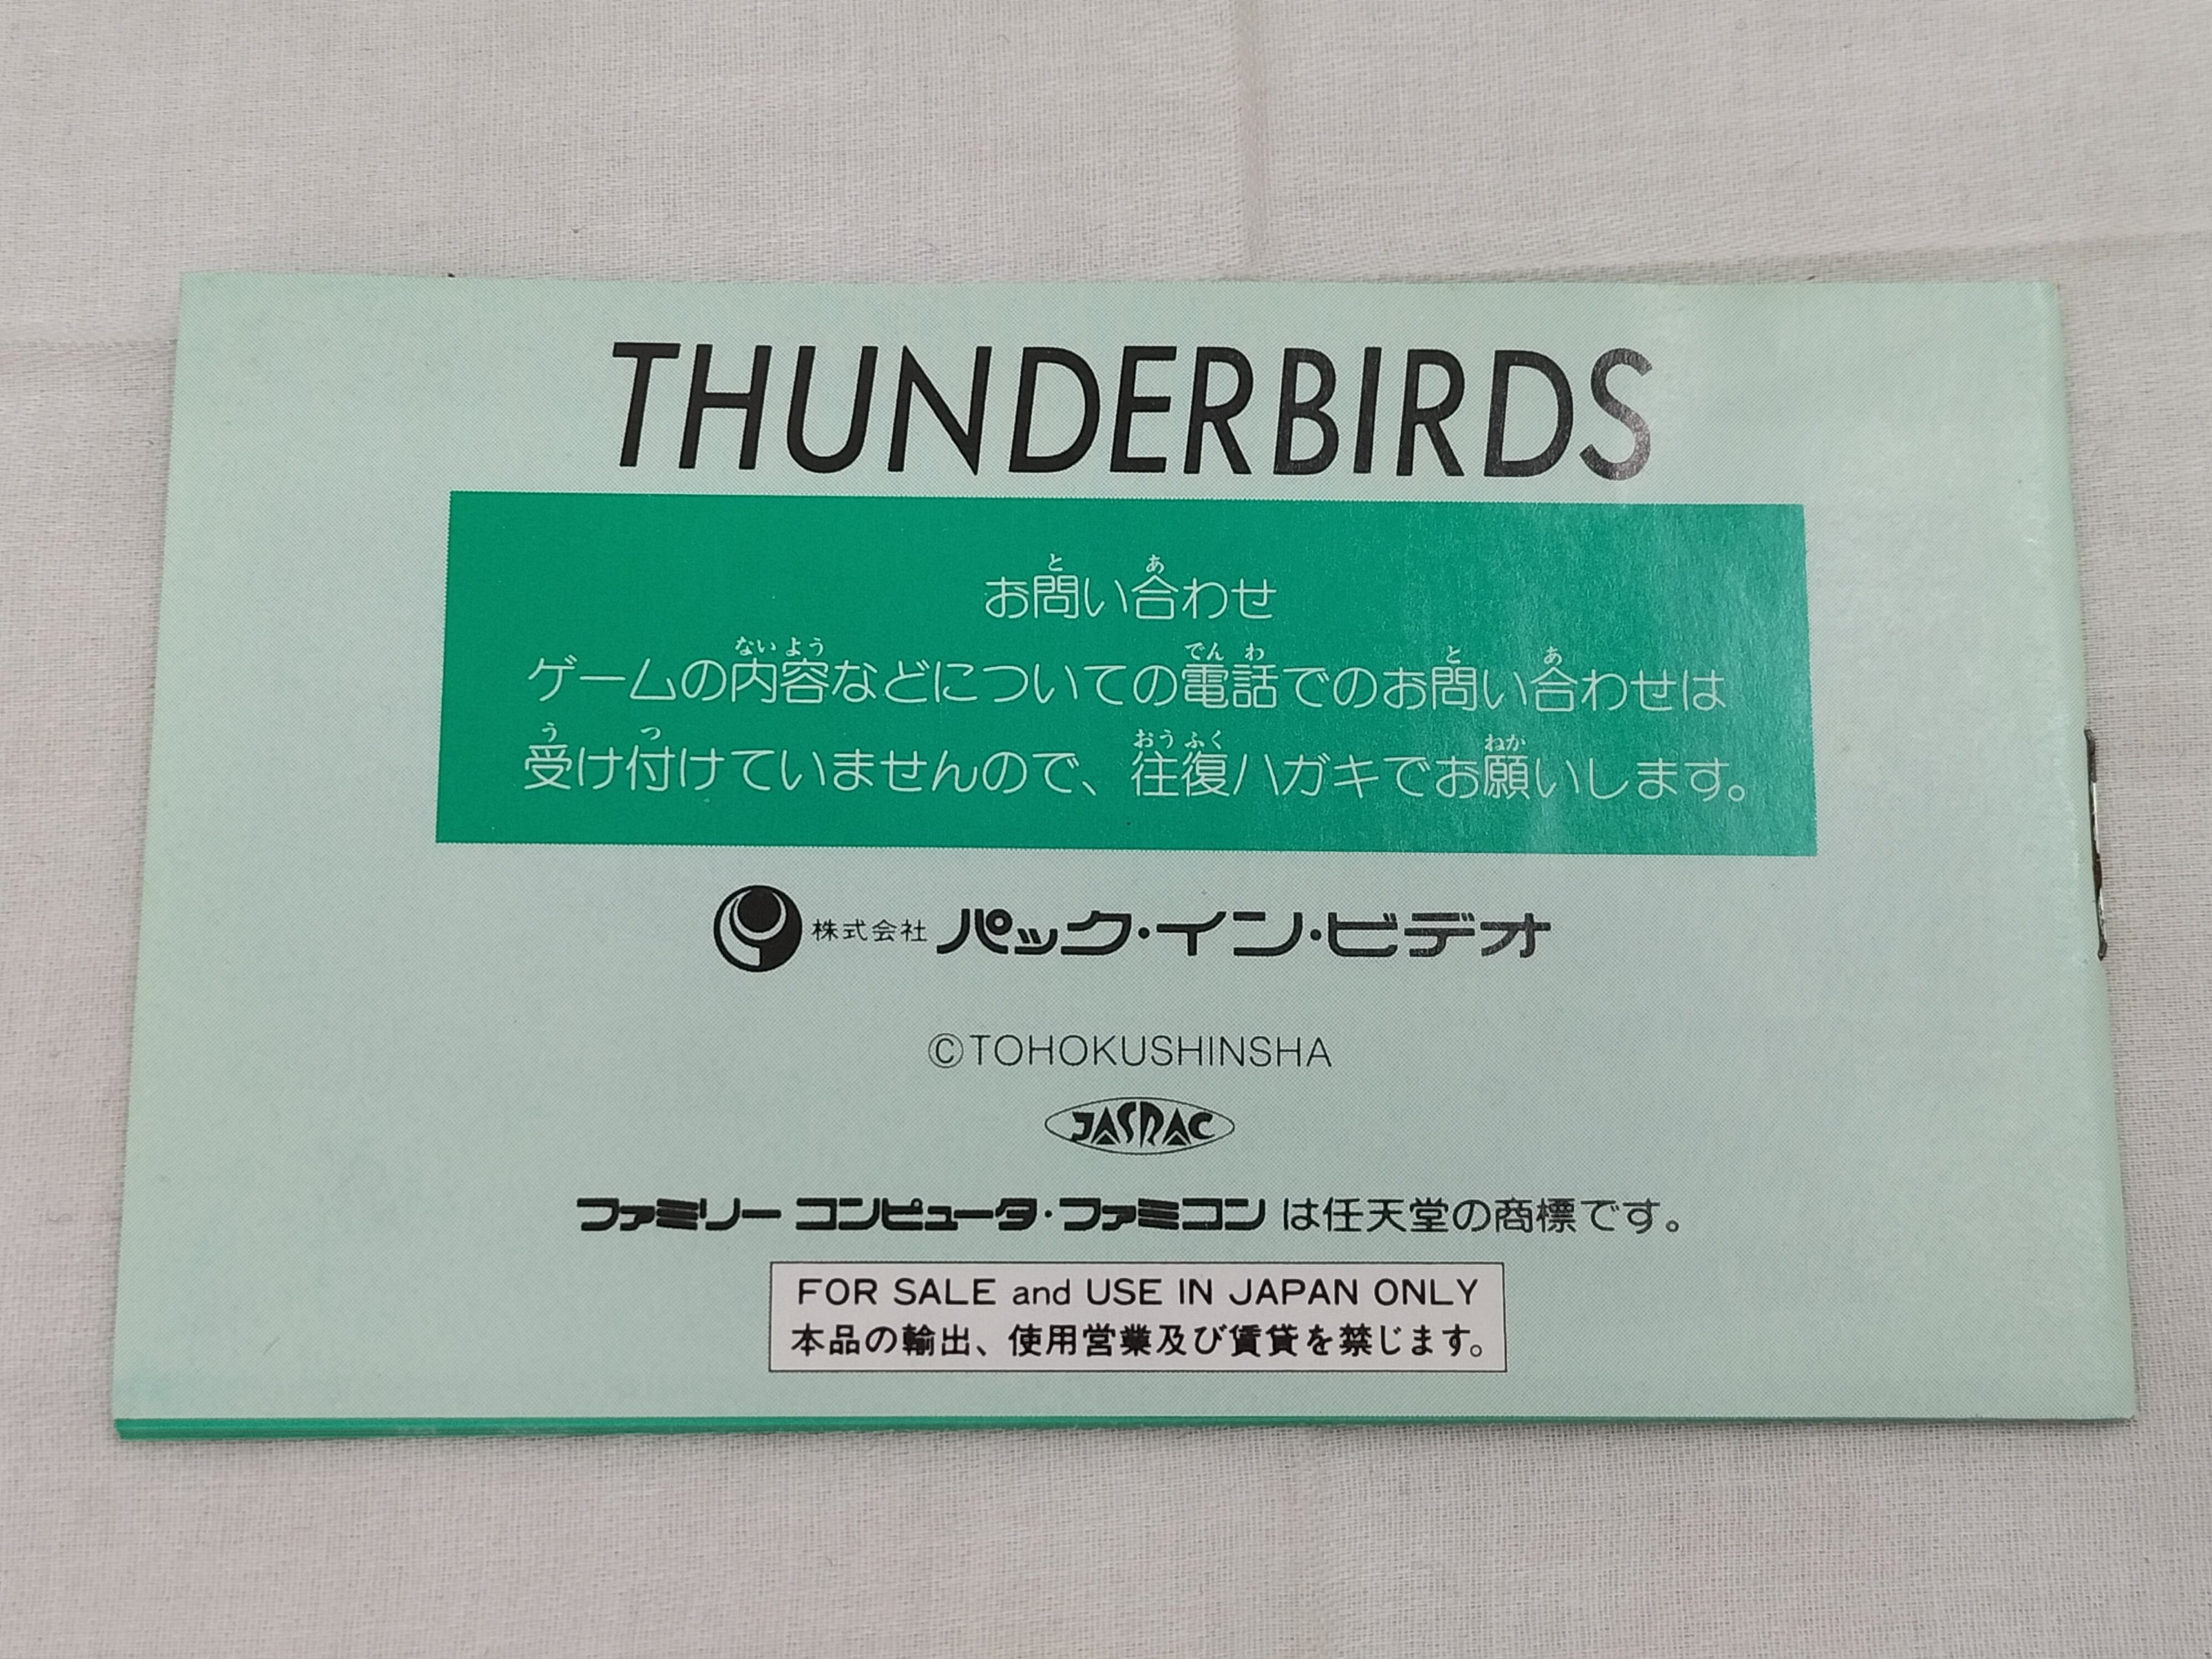 THUNDERBIRDS
お問い合わせ
ゲームの内容などについての電話でのお問い合わせは
受け付けていませんので、往復ハガキでお願いします。
株式会社 パック・イン・ビデオ
©TOHOKUSHINSHA
JASRAC
ファミリー コンピュータ・ファミコン は任天堂の商標です。
FOR SALE and USE IN JAPAN ONLY
本品の輸出、使用営業及び賃貸を禁じます。